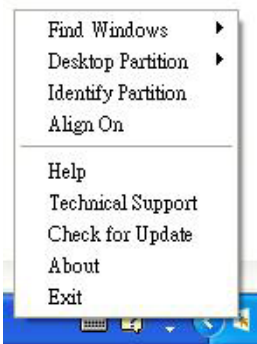 Find Windows
Desktop Partition
Identify Partition
Align On
Help
Technical Support
Check for Update
About
Exit